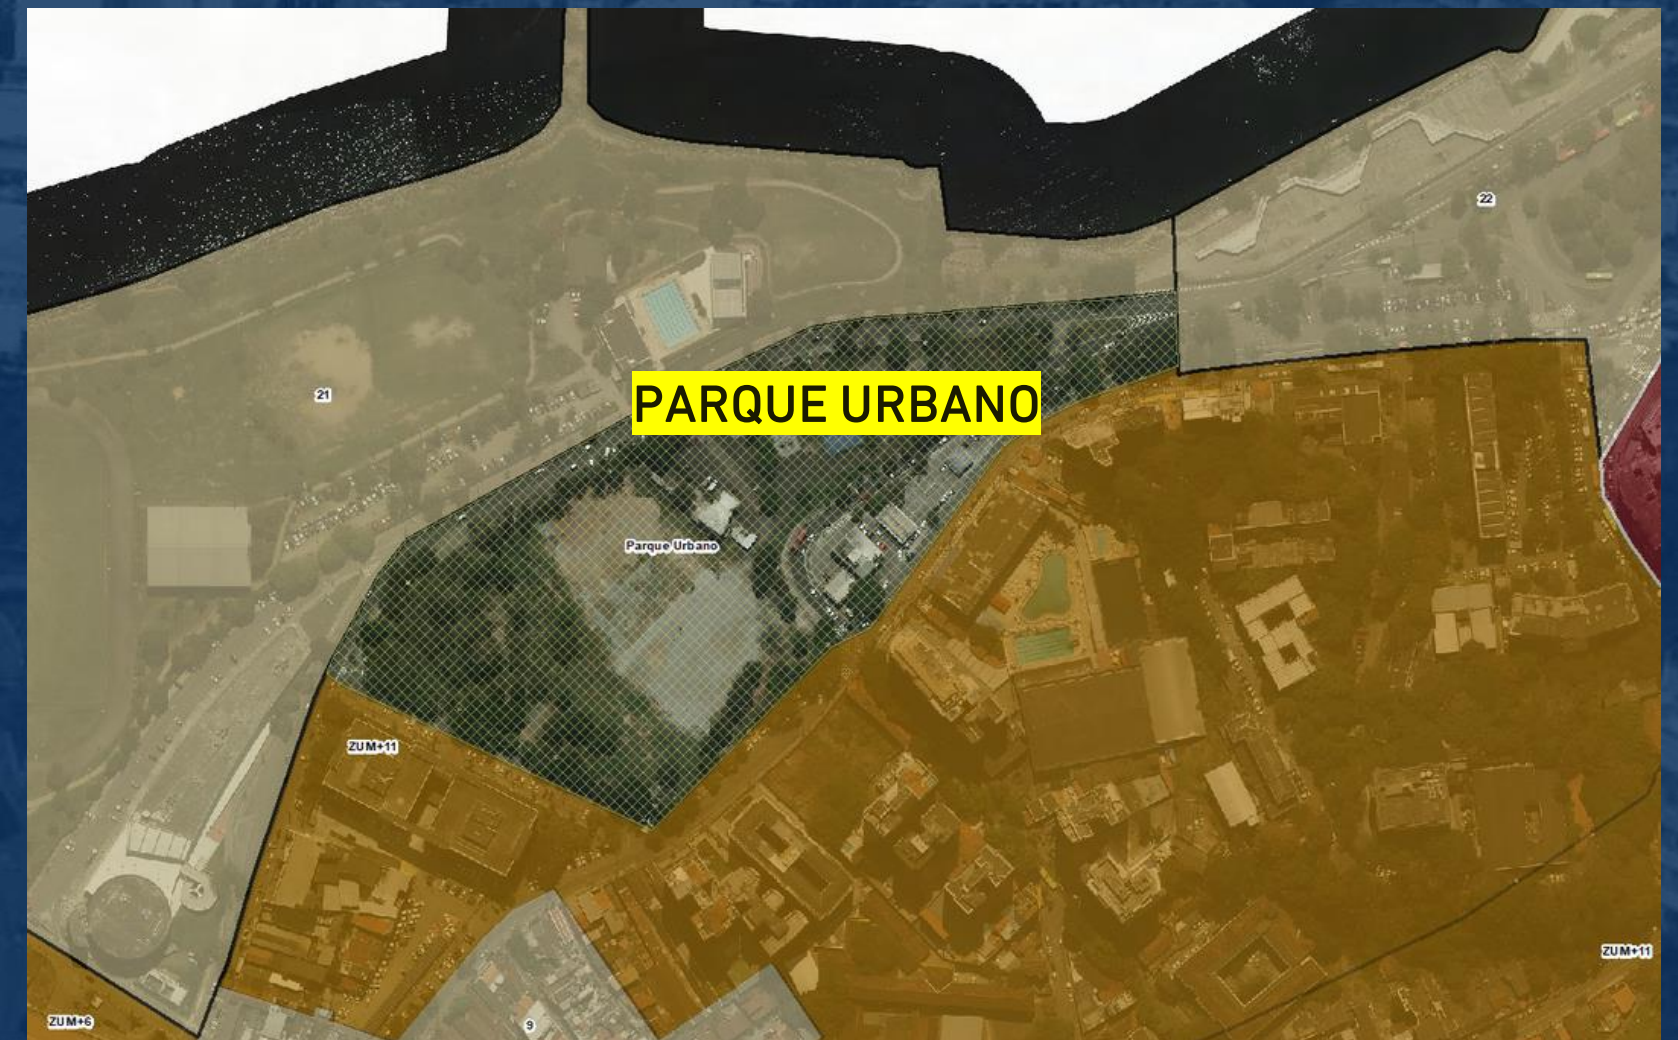 22
21
PARQUE URBANO
Parque Urbano
ZUM+11
ZUM+11
ZUM+6
9